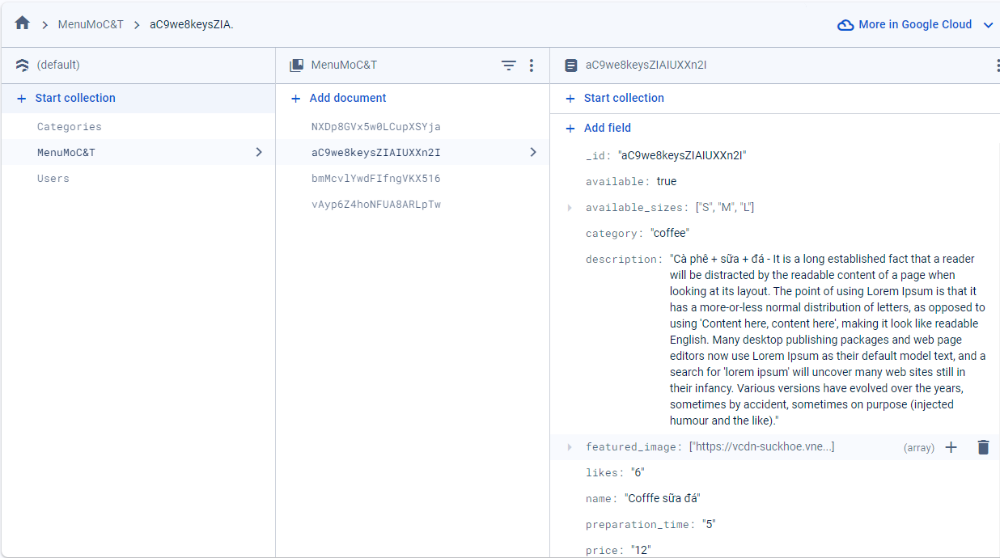 MenuMoC&T
aC9we8keysZIA.
More in Google Cloud
(default)
MenuMoC&T
aC9we8keysZIAIUXXn2I
+ Start collection
+ Add document
+ Start collection
Categories
MenuMoC&T
Users
NXDp8GVx5w0LCupXSYja
aC9we8keysZIAIUXXn2I
bmMcvlYwdFIfngVKX516
vAyp6Z4hoNFUA8ARLpTw
+ Add field
_id: "aC9we8keysZIAIUXXn2I"
available: true
available_sizes: ["S", "M", "L"]
category: "coffee"
description: "Cà phê + sữa + đá - It is a long established fact that a reader
will be distracted by the readable content of a page when
looking at its layout. The point of using Lorem Ipsum is that it
has a more-or-less normal distribution of letters, as opposed to
using 'Content here, content here', making it look like readable
English. Many desktop publishing packages and web page
editors now use Lorem Ipsum as their default model text, and a
search for 'lorem ipsum' will uncover many web sites still in
their infancy. Various versions have evolved over the years,
sometimes by accident, sometimes on purpose (injected
humour and the like)."
featured_image: ["https://vcdn-suckhoe.vne...] (array)
likes: "6"
name: "Cofffe sữa đá"
preparation_time: "5"
price: "12"